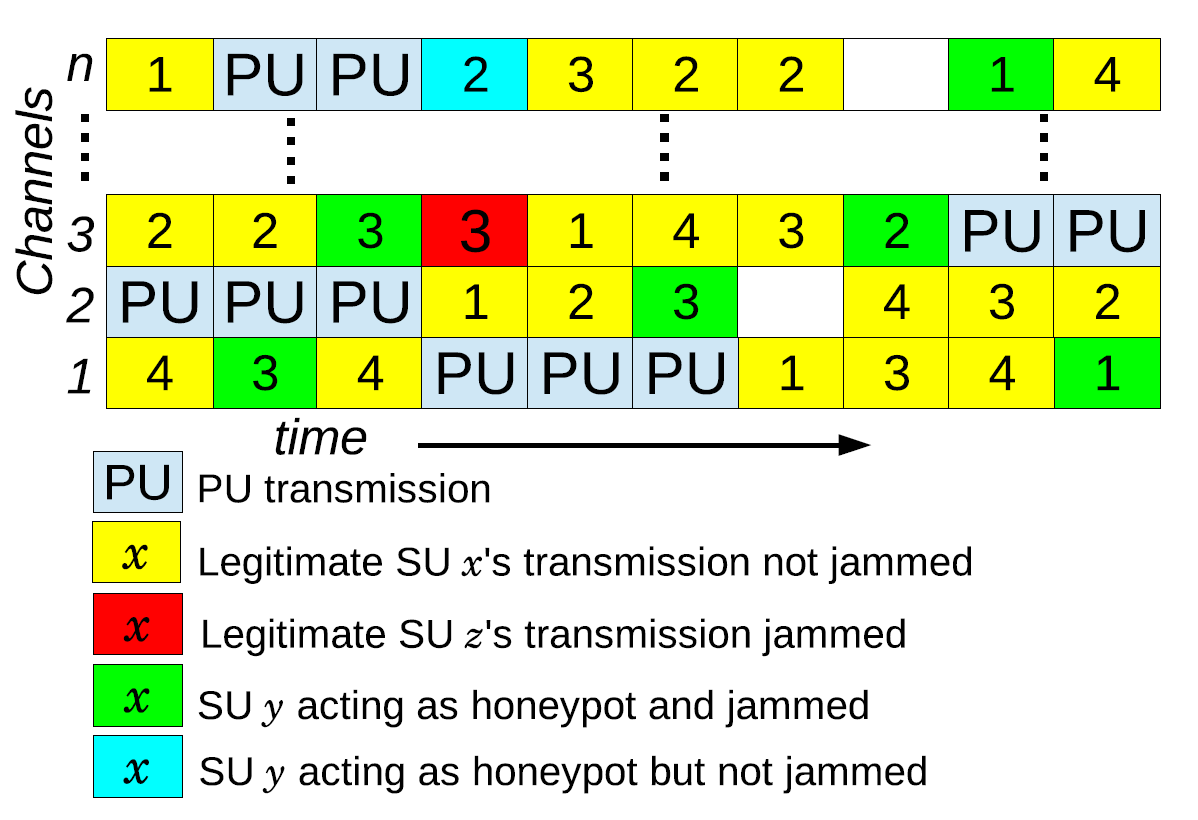 Channels
n 1 PU PU 2 3 2 2 1 4
3 2 2 3 3 1 4 3 2 PU PU
2 PU PU PU 1 2 3 4 3 2
1 4 3 4 PU PU PU 1 3 4 1
time
PU PU transmission
x Legitimate SU x's transmission not jammed
x Legitimate SU z's transmission jammed
x SU y acting as honeypot and jammed
x SU y acting as honeypot but not jammed